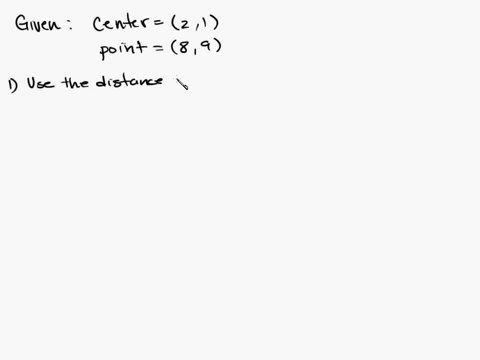 Given: Center = (2,1)
point = (8,9)
1) Use the distance